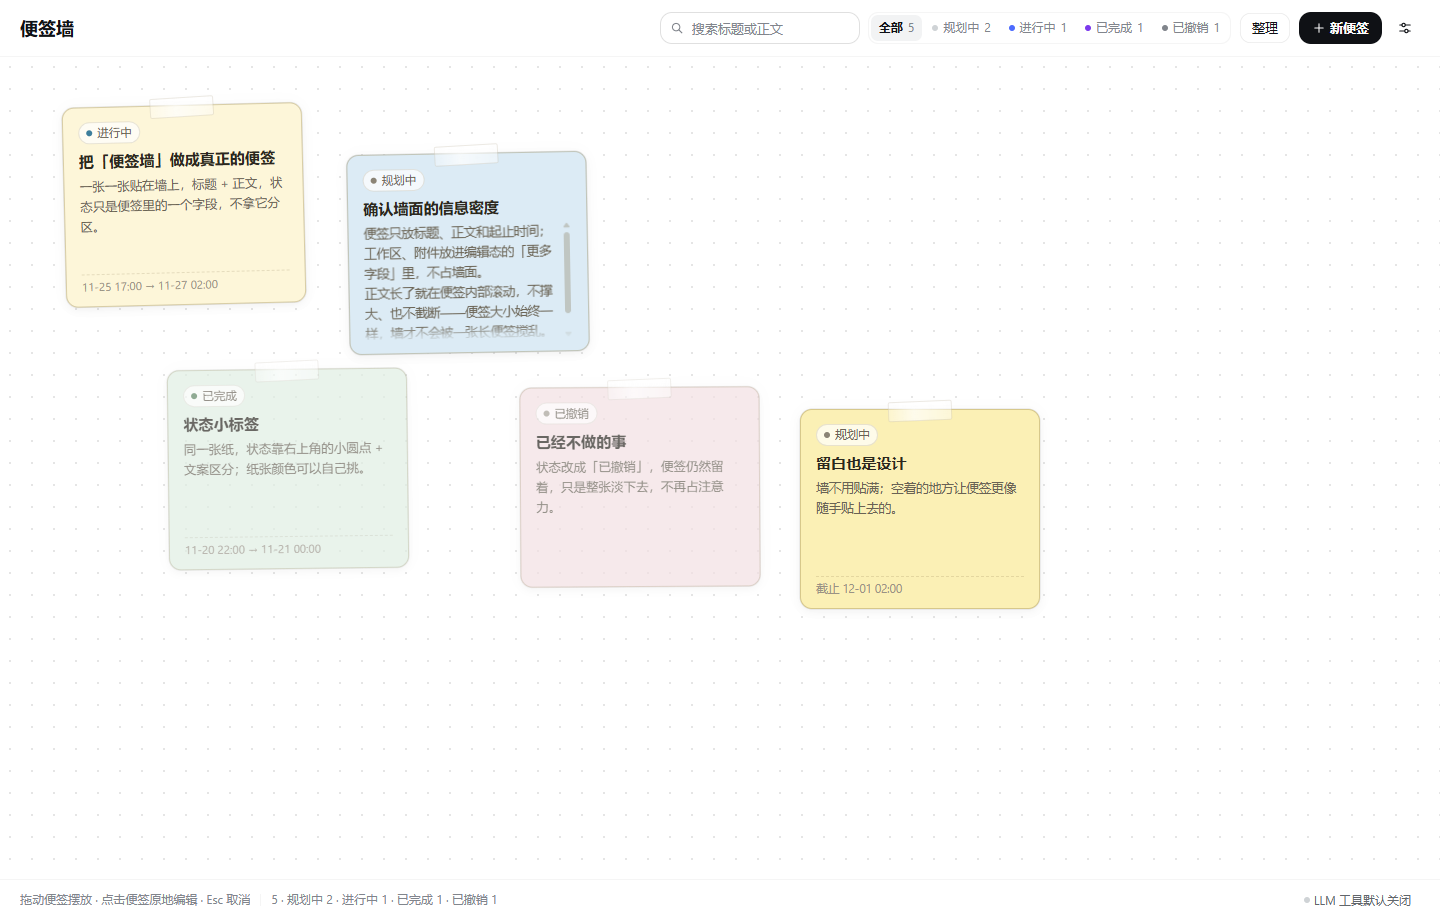 便签墙
搜索标题或正文
全部 5
规划中 2
进行中 1
已完成 1
已撤销 1
整理
+ 新便签
进行中
把「便签墙」做成真正的便签
一张一张贴在墙上，标题 + 正文，状
态只是便签里的一个字段，不拿它分
区。
11-25 17:00 → 11-27 02:00
规划中
确认墙面的信息密度
便签只放标题、正文和起止时间；
工作区、附件放进编辑态的「更多
字段」里，不占墙面。
正文长了就在便签内部滚动，不撑
大、也不截断——便签大小始终一
样，墙才不会被一张长便签搅乱。
已完成
状态小标签
同一张纸，状态靠右上角的小圆点 +
文案区分；纸张颜色可以自己挑。
11-20 22:00 → 11-21 00:00
已撤销
已经不做的事
状态改成「已撤销」，便签仍然留
着，只是整张淡下去，不再占注意
力。
规划中
留白也是设计
墙不用贴满；空着的地方让便签更像
随手贴上去的。
截止 12-01 02:00
拖动便签摆放 · 点击便签原地编辑 · Esc 取消
5 · 规划中 2 · 进行中 1 · 已完成 1 · 已撤销 1
LLM 工具默认关闭